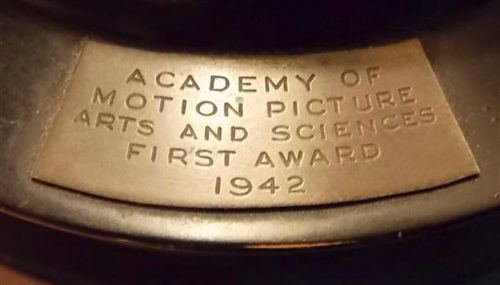 ACADEMY OF
MOTION PICTURE
ARTS AND SCIENCES
FIRST AWARD
1942